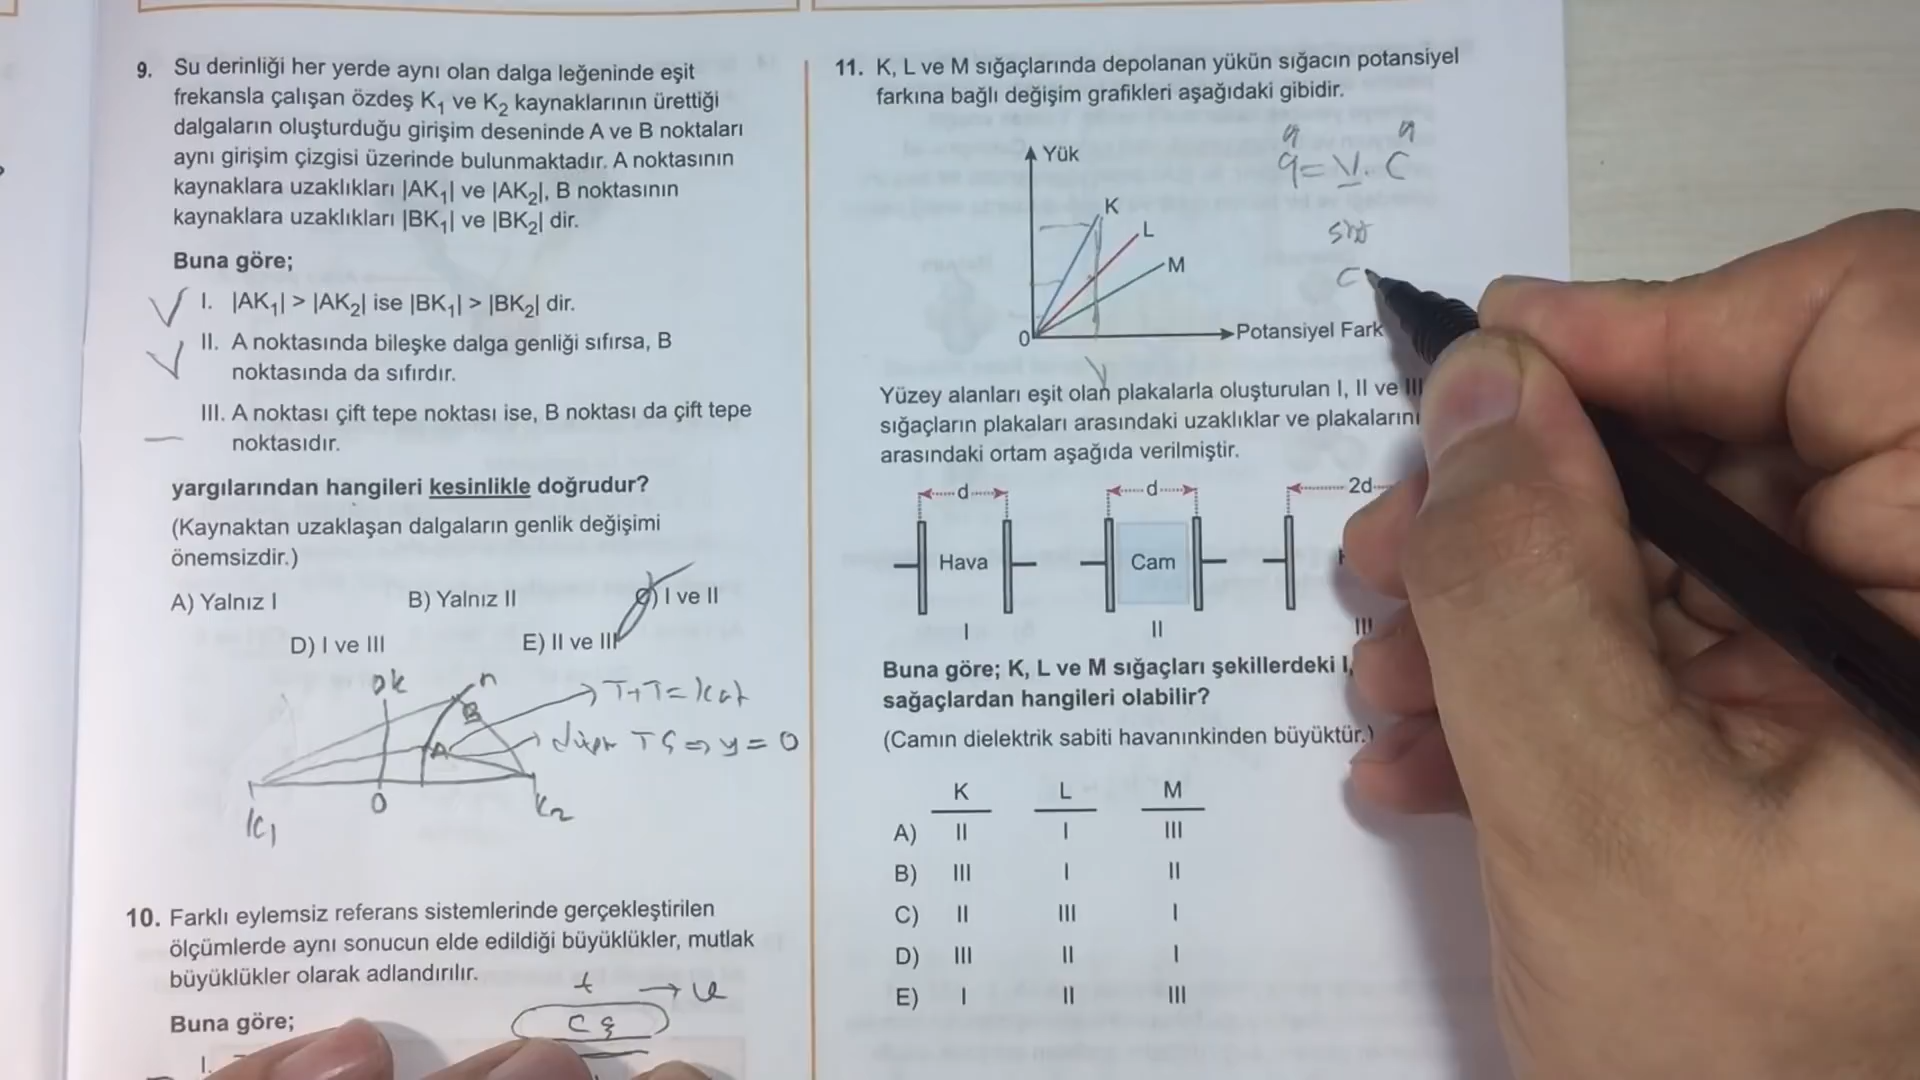 9. Su derinliği her yerde aynı olan dalga leğeninde eşit
frekansla çalışan özdeş K₁ ve K₂ kaynaklarının ürettiği
dalgaların oluşturduğu girişim deseninde A ve B noktaları
aynı girişim çizgisi üzerinde bulunmaktadır. A noktasının
kaynaklara uzaklıkları |AK₁| ve |AK₂|, B noktasının
kaynaklara uzaklıkları |BK₁| ve |BK₂| dir.
Buna göre;
I. |AK₁| > |AK₂| ise |BK₁| > |BK₂| dir.
II. A noktasında bileşke dalga genliği sıfırsa, B
noktasında da sıfırdır.
III. A noktası çift tepe noktası ise, B noktası da çift tepe
noktasıdır.
yargılarından hangileri kesinlikle doğrudur?
(Kaynaktan uzaklaşan dalgaların genlik değişimi
önemsizdir.)
A) Yalnız I B) Yalnız II C) I ve II
D) I ve III E) II ve III
n
B
A
T+T=
TÇ ⇒ y = 0
O
K₁
K₂
10. Farklı eylemsiz referans sistemlerinde gerçekleştirilen
ölçümlerde aynı sonucun elde edildiği büyüklükler, mutlak
büyüklükler olarak adlandırılır.
Buna göre;
I.
11. K, L ve M sığaçlarında depolanan yükün sığacın potansiyel
farkına bağlı değişim grafikleri aşağıdaki gibidir.
q = V. C
Yük
K
L
M
0
Potansiyel Fark
V
Yüzey alanları eşit olan plakalarla oluşturulan I, II ve III
sığaçların plakaları arasındaki uzaklıklar ve plakaların
arasındaki ortam aşağıda verilmiştir.
d d 2d
Hava Cam
I II III
Buna göre; K, L ve M sığaçları şekillerdeki I,
sağaçlardan hangileri olabilir?
(Camın dielektrik sabiti havanınkinden büyüktür.)
K L M
A) II I III
B) III I II
C) II III I
D) III II I
E) I II III